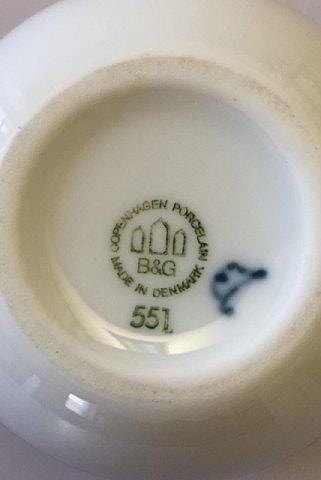 COPENHAGEN PORCELAIN
B&G
MADE IN DENMARK
551